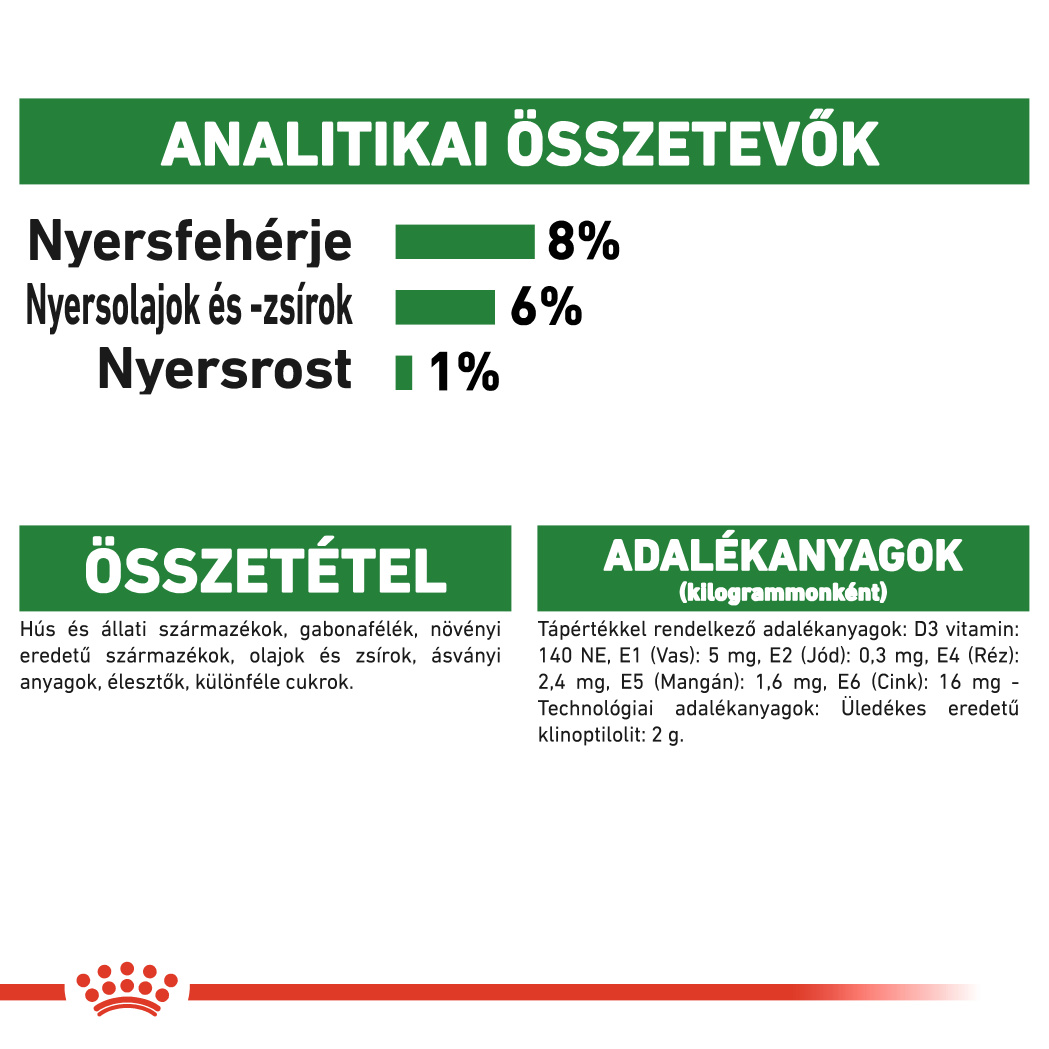 ANALITIKAI ÖSSZETEVŐK
Nyersfehérje 8%
Nyersolajok és -zsírok 6%
Nyersrost 1%
ÖSSZETÉTEL
Hús és állati származékok, gabonafélék, növényi
eredetű származékok, olajok és zsírok, ásványi
anyagok, élesztők, különféle cukrok.
ADALÉKANYAGOK
(kilogrammonként)
Tápértékkel rendelkező adalékanyagok: D3 vitamin:
140 NE, E1 (Vas): 5 mg, E2 (Jód): 0,3 mg, E4 (Réz):
2,4 mg, E5 (Mangán): 1,6 mg, E6 (Cink): 16 mg -
Technológiai adalékanyagok: Üledékes eredetű
klinoptilolit: 2 g.